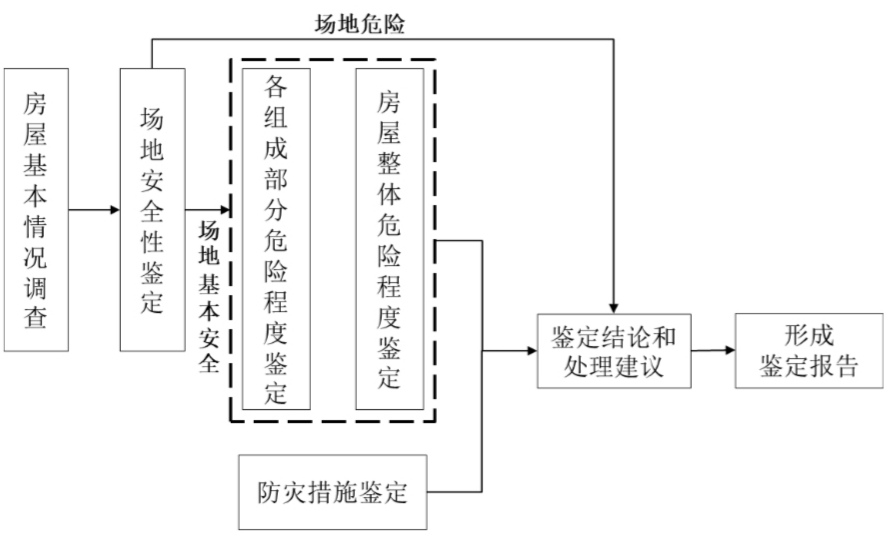 场地危险
房屋基本情况调查
场地安全性鉴定
场地基本安全
各组成部分危险程度鉴定
房屋整体危险程度鉴定
防灾措施鉴定
鉴定结论和
处理建议
形成
鉴定报告